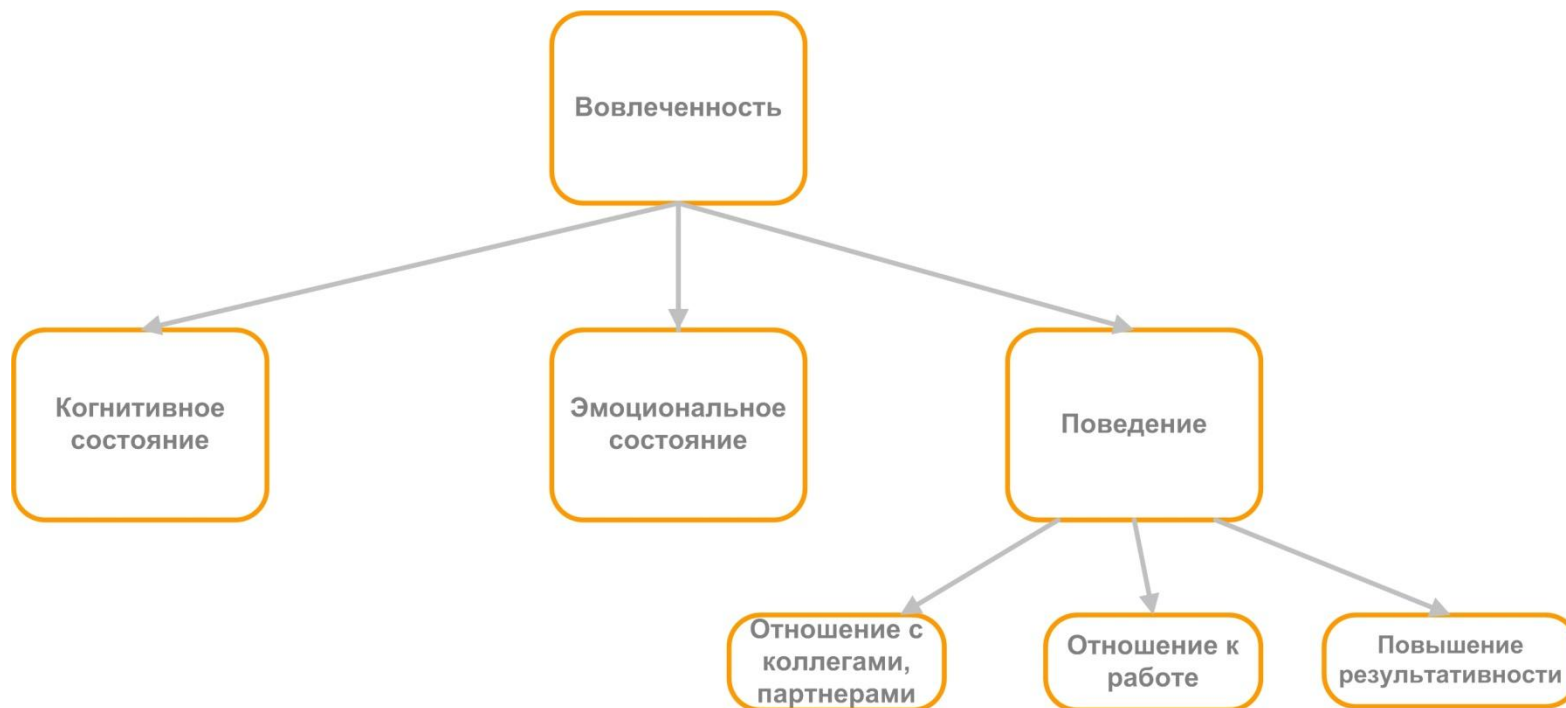 Вовлеченность
Когнитивное
состояние
Эмоциональное
состояние
Поведение
Отношение с
коллегами,
партнерами
Отношение к
работе
Повышение
результативности